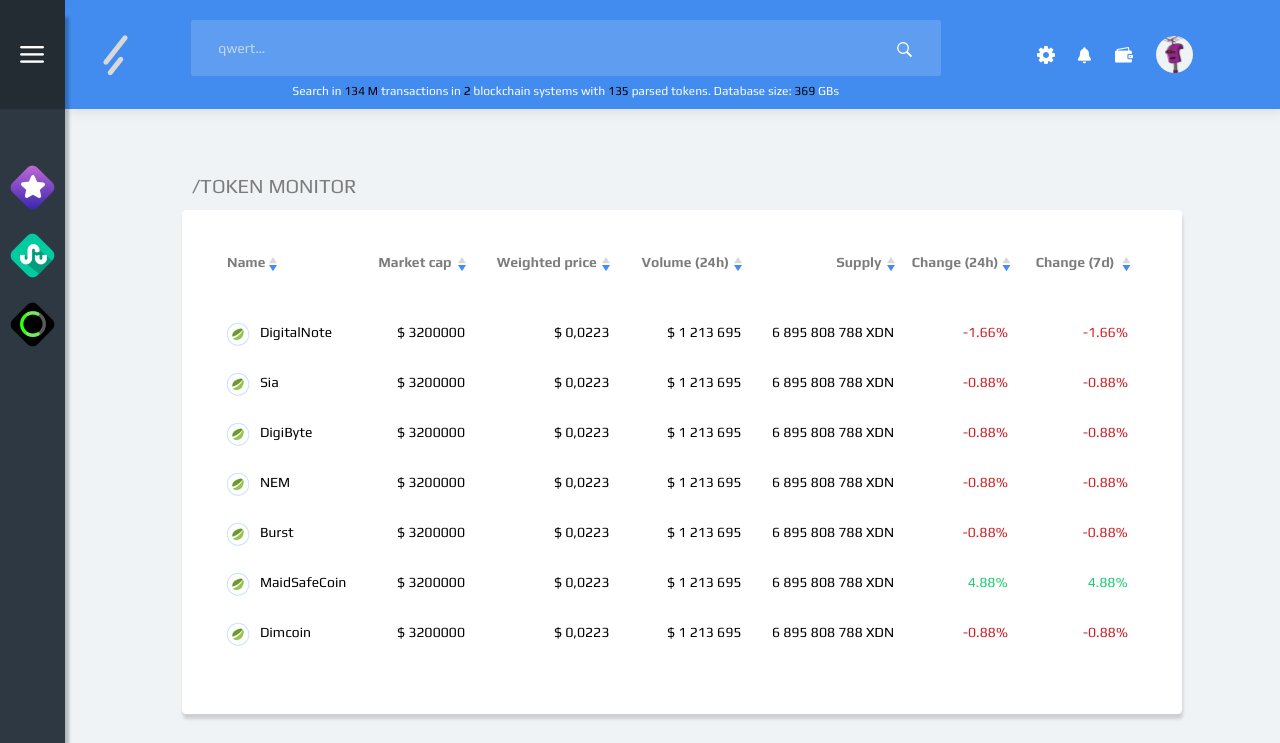 qwert...
Search in 134 M transactions in 2 blockchain systems with 135 parsed tokens. Database size: 369 GBs
/TOKEN MONITOR
Name Market cap Weighted price Volume (24h) Supply Change (24h) Change (7d)
DigitalNote $ 3200000 $ 0,0223 $ 1 213 695 6 895 808 788 XDN -1.66% -1.66%
Sia $ 3200000 $ 0,0223 $ 1 213 695 6 895 808 788 XDN -0.88% -0.88%
DigiByte $ 3200000 $ 0,0223 $ 1 213 695 6 895 808 788 XDN -0.88% -0.88%
NEM $ 3200000 $ 0,0223 $ 1 213 695 6 895 808 788 XDN -0.88% -0.88%
Burst $ 3200000 $ 0,0223 $ 1 213 695 6 895 808 788 XDN -0.88% -0.88%
MaidSafeCoin $ 3200000 $ 0,0223 $ 1 213 695 6 895 808 788 XDN 4.88% 4.88%
Dimcoin $ 3200000 $ 0,0223 $ 1 213 695 6 895 808 788 XDN -0.88% -0.88%